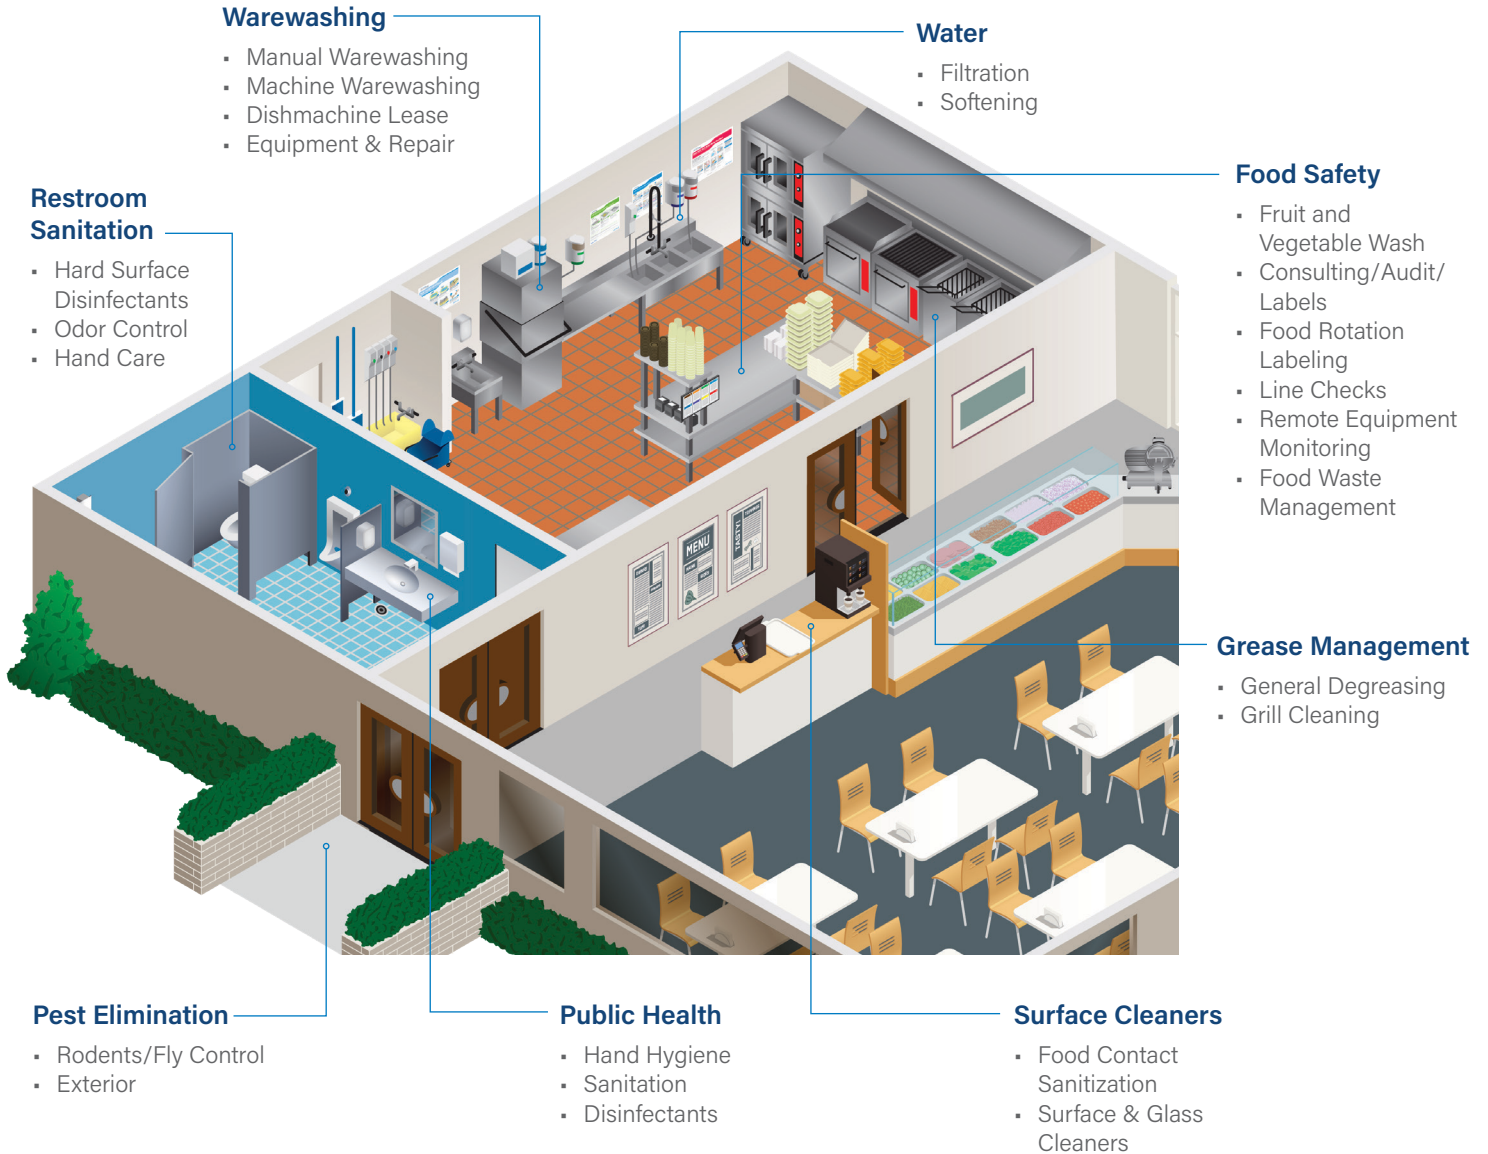 Warewashing
▪ Manual Warewashing
▪ Machine Warewashing
▪ Dishmachine Lease
▪ Equipment & Repair
Water
▪ Filtration
▪ Softening
Restroom
Sanitation
▪ Hard Surface
Disinfectants
▪ Odor Control
▪ Hand Care
Food Safety
▪ Fruit and
Vegetable Wash
▪ Consulting/Audit/
Labels
▪ Food Rotation
Labeling
▪ Line Checks
▪ Remote Equipment
Monitoring
▪ Food Waste
Management
MENU
TASTY!
Grease Management
▪ General Degreasing
▪ Grill Cleaning
Pest Elimination
▪ Rodents/Fly Control
▪ Exterior
Public Health
▪ Hand Hygiene
▪ Sanitation
▪ Disinfectants
Surface Cleaners
▪ Food Contact
Sanitization
▪ Surface & Glass
Cleaners